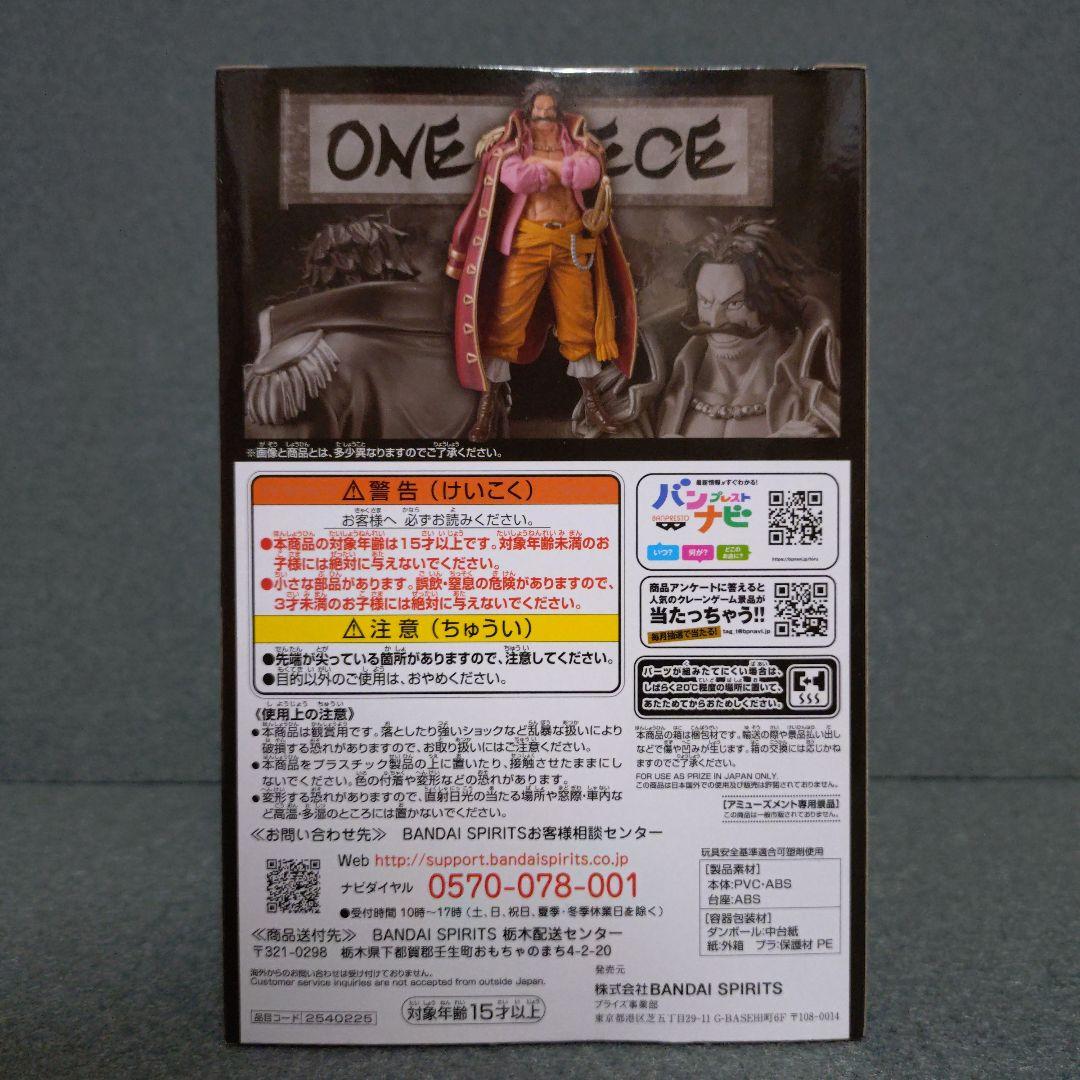 ONE PIECE
※画像と商品とは、多少異なりますのでご了承ください。
⚠警告(けいこく)
お客様へ 必ずお読みください。
●本商品の対象年齢は15才以上です。対象年齢未満のお
子様には絶対に与えないでください。
●小さな部品があります。誤飲・窒息の危険がありますので、
3才未満のお子様には絶対に与えないでください。
⚠注意(ちゅうい)
●先端が尖っている箇所がありますので、注意してください。
●目的以外のご使用は、おやめください。
《使用上の注意》
●本商品は観賞用です。落としたり強いショックなど乱暴な扱いにより
破損する恐れがありますので、お取り扱いにはご注意ください。
●本商品をプラスチック製品の上に置いたり、接触させたままにし
ないでください。色の付着や変形などの恐れがあります。
●変形する恐れがありますので、直射日光の当たる場所や窓際・車内な
ど高温・多湿のところには置かないでください。
最新情報がすぐわかる!
バンプレスト
ナビ
BANPRESTO
いつ?
何が?
どこの
お店に?
商品アンケートに答えると
人気のクレーンゲーム景品が
当たっちゃう!!
毎月抽選で当たる!
tag_t@bpnavi.jp
パーツが組みたてにくい場合は、
しばらく20℃程度の場所に置いて、
あたためてからおためしください。
本商品の箱は梱包材です。輸送の際や景品払い出し
などで傷や凹みが生じます。箱の交換には応じかね
ますのでご了承ください。
FOR USE AS PRIZE IN JAPAN ONLY.
この商品は日本国外での使用及び販売は許諾されておりません。
[アミューズメント専用景品]
この商品は一般市販されておりません。
≪お問い合わせ先≫ BANDAI SPIRITSお客様相談センター
Web http://support.bandaispirits.co.jp
ナビダイヤル 0570-078-001
●受付時間 10時～17時(土、日、祝日、夏季・冬季休業日を除く)
≪商品送付先≫ BANDAI SPIRITS 栃木配送センター
〒321-0298 栃木県下都賀郡壬生町おもちゃのまち4-2-20
海外からのお問い合わせは受け付けておりません。
Customer service inquiries are not accepted from outside Japan.
品目コード 2540225
対象年齢15才以上
玩具安全基準適合可塑剤使用
[製品素材]
本体:PVC・ABS
台座:ABS
[容器包装材]
ダンボール:中台紙
紙:外箱 プラ:保護材 PE
発売元
株式会社BANDAI SPIRITS
プライズ事業部
東京都港区芝五丁目29-11 G-BASE田町6F 〒108-0014